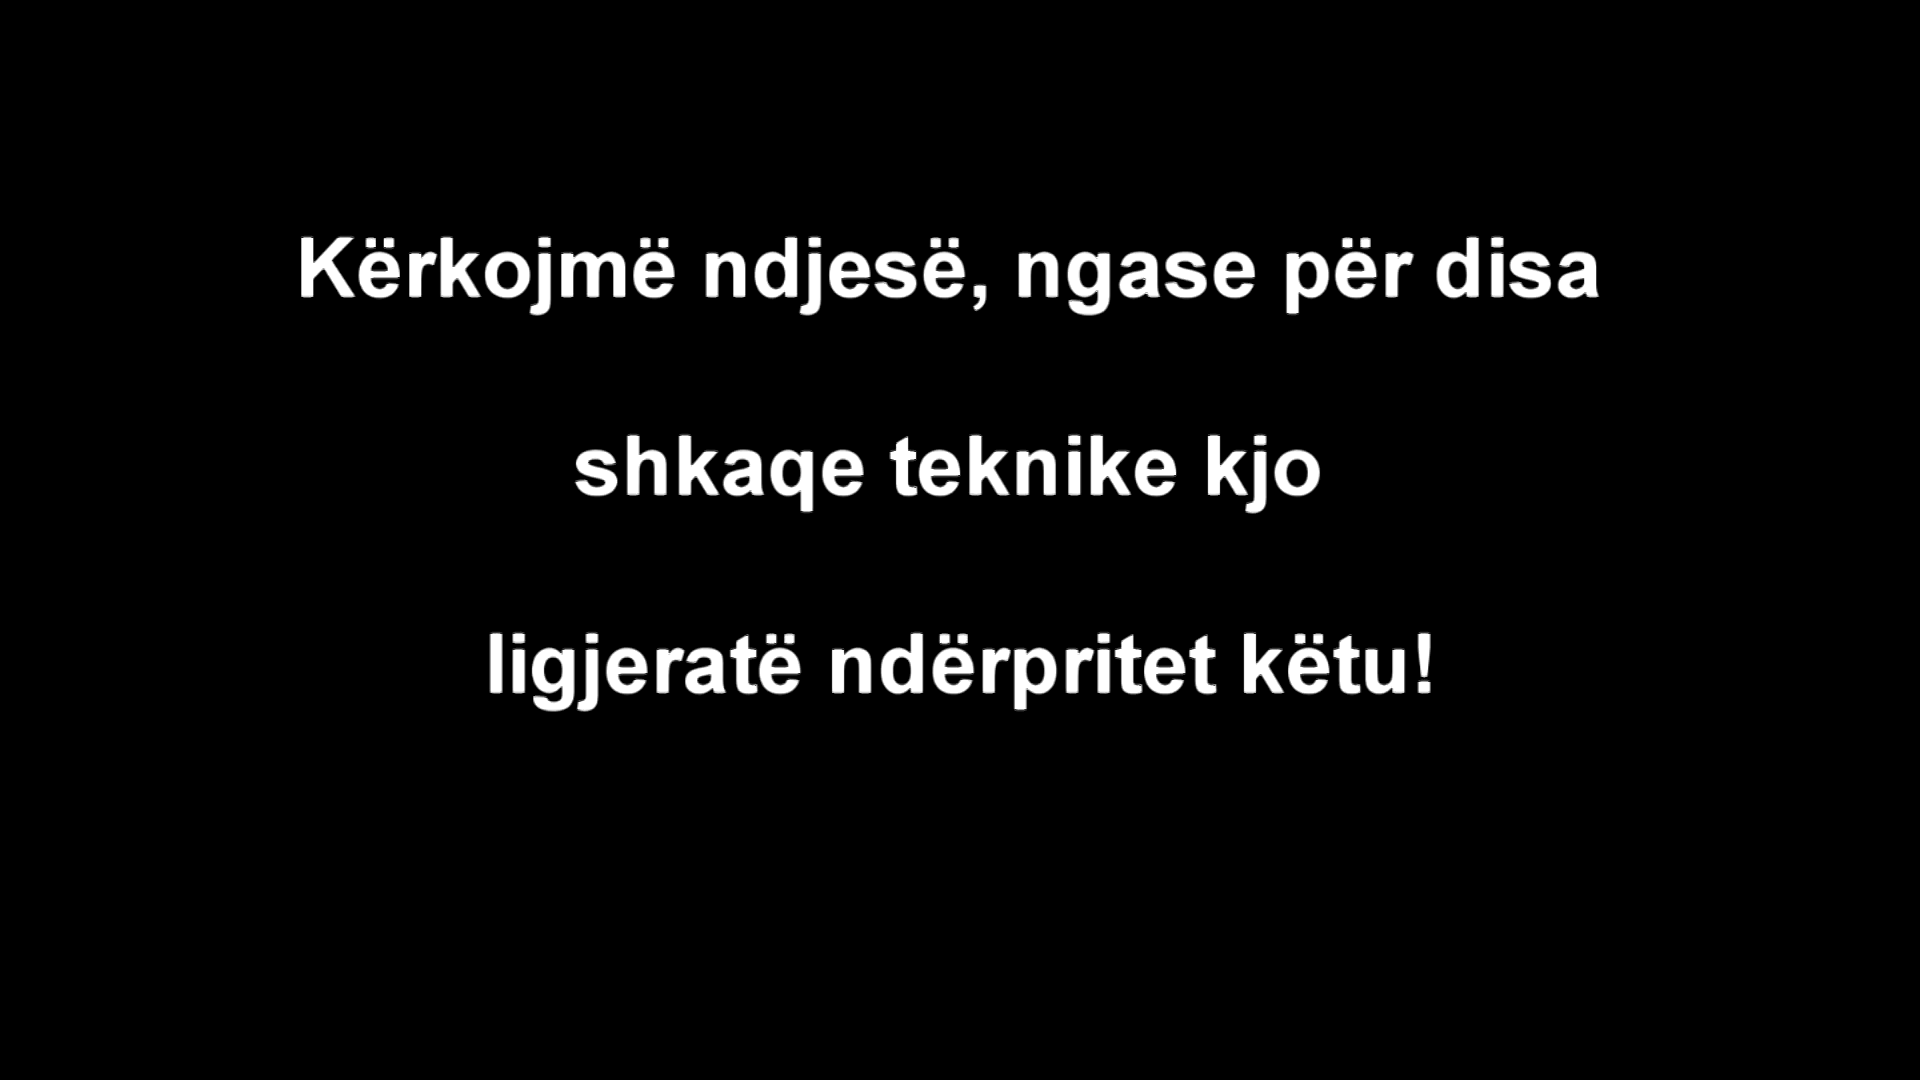 Kërkojmë ndjesë, ngase për disa
shkaqe teknike kjo
ligjeratë ndërpritet këtu!